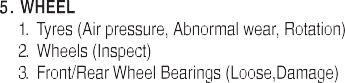 5. WHEEL
1. Tyres (Air pressure, Abnormal wear, Rotation)
2. Wheels (Inspect)
3. Front/Rear Wheel Bearings (Loose,Damage)